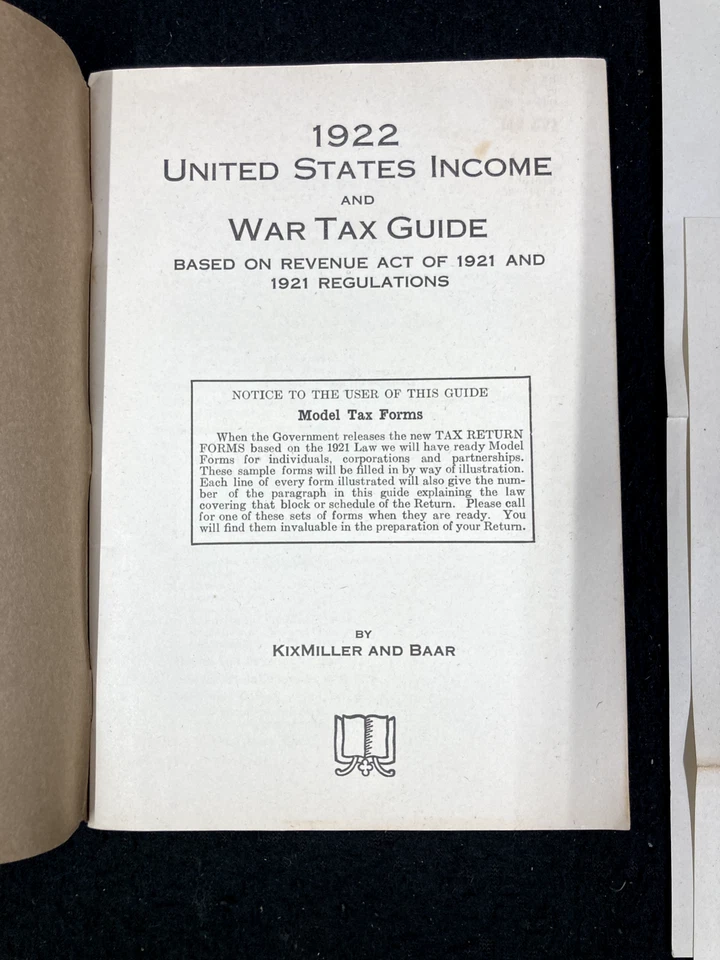 1922
UNITED STATES INCOME
AND
WAR TAX GUIDE
BASED ON REVENUE ACT OF 1921 AND
1921 REGULATIONS
NOTICE TO THE USER OF THIS GUIDE
Model Tax Forms
When the Government releases the new TAX RETURN
FORMS based on the 1921 Law we will have ready Model
Forms for individuals, corporations and partnerships.
These sample forms will be filled in by way of illustration.
Each line of every form illustrated will also give the num-
ber of the paragraph in this guide explaining the law
covering that block or schedule of the Return. Please call
for one of these sets of forms when they are ready. You
will find them invaluable in the preparation of your Return.
BY
KIXMILLER AND BAAR